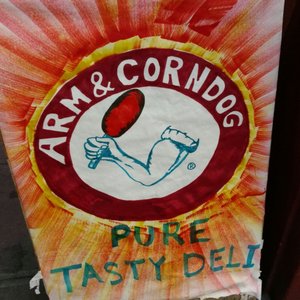 ARM & CORNDOG
®
PURE
TASTY DELI